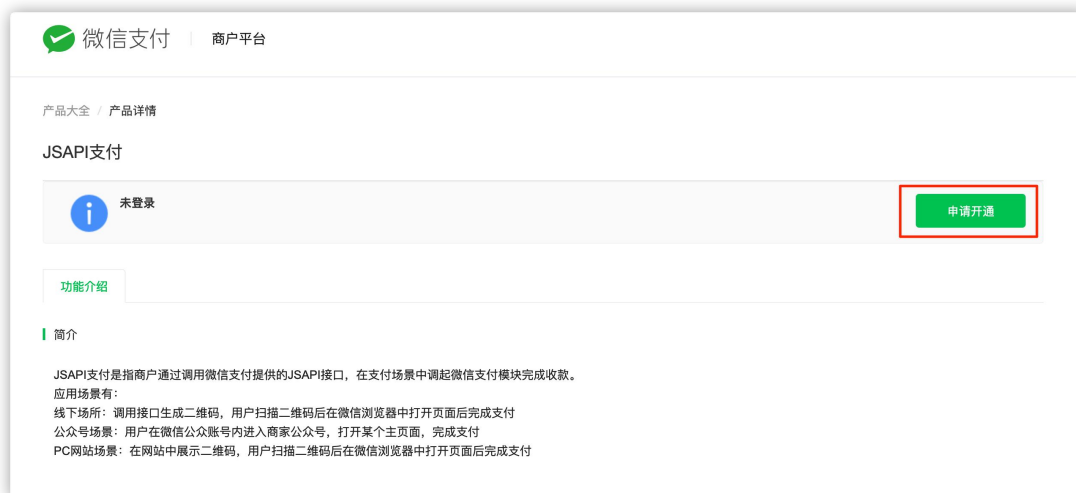 微信支付 商户平台
产品大全 / 产品详情
JSAPI支付
未登录
申请开通
功能介绍
简介
JSAPI支付是指商户通过调用微信支付提供的JSAPI接口，在支付场景中调起微信支付模块完成收款。
应用场景有：
线下场所：调用接口生成二维码，用户扫描二维码后在微信浏览器中打开页面后完成支付
公众号场景：用户在微信公众账号内进入商家公众号，打开某个主页面，完成支付
PC网站场景：在网站中展示二维码，用户扫描二维码后在微信浏览器中打开页面后完成支付